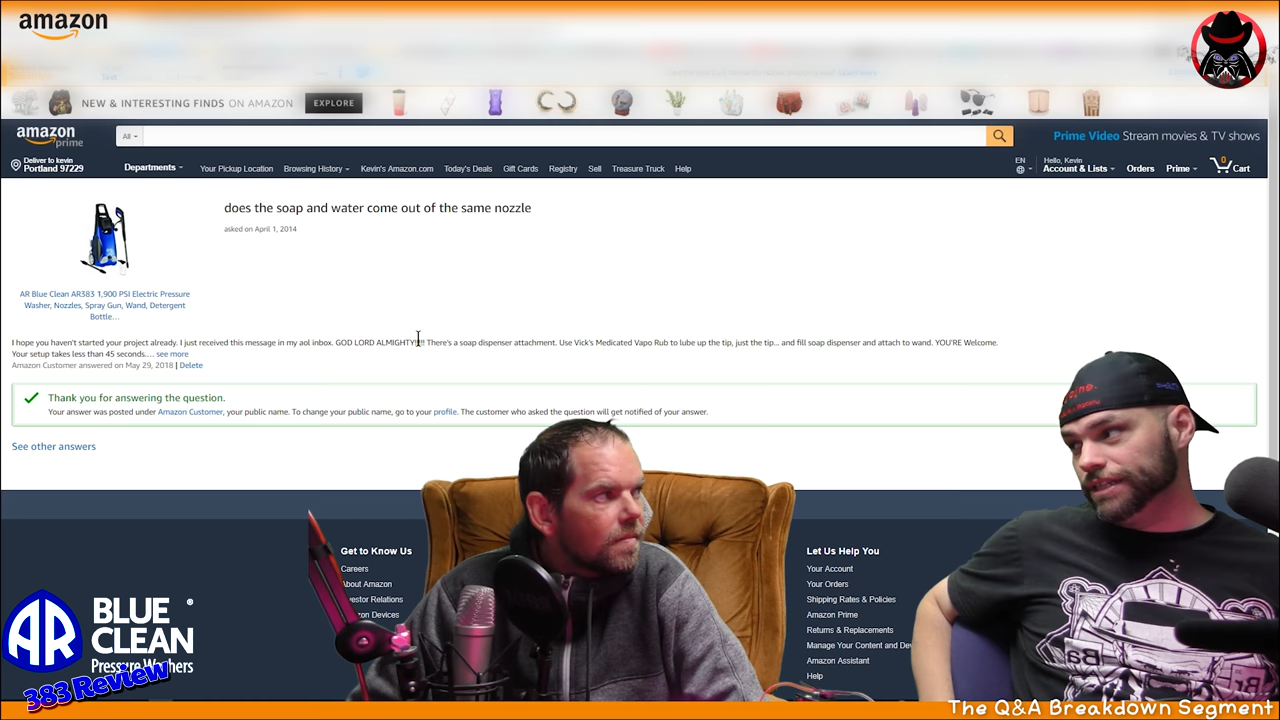 amazon
NEW & INTERESTING FINDS ON AMAZON EXPLORE
amazon prime
All
Prime Video Stream movies & TV shows
Deliver to kevin
Portland 97229
Departments
Your Pickup Location
Browsing History
Kevin's Amazon.com
Today's Deals
Gift Cards
Registry
Sell
Treasure Truck
Help
EN
Hello, Kevin
Account & Lists
Orders
Prime
0
Cart
does the soap and water come out of the same nozzle
asked on April 1, 2014
AR Blue Clean AR383 1,900 PSI Electric Pressure
Washer, Nozzles, Spray Gun, Wand, Detergent
Bottle…
I hope you haven't started your project already. I just received this message in my aol inbox. GOD LORD ALMIGHTY!!!! There's a soap dispenser attachment. Use Vick's Medicated Vapo Rub to lube up the tip, just the tip... and fill soap dispenser and attach to wand. YOU'RE Welcome.
Your setup takes less than 45 seconds.… see more
Amazon Customer answered on May 29, 2018 | Delete
Thank you for answering the question.
Your answer was posted under Amazon Customer, your public name. To change your public name, go to your profile. The customer who asked the question will get notified of your answer.
See other answers
Get to Know Us
Careers
About Amazon
Investor Relations
Devices
Let Us Help You
Your Account
Your Orders
Shipping Rates & Policies
Amazon Prime
Returns & Replacements
Manage Your Content and
Amazon Assistant
Help
AR BLUE CLEAN ®
Pressure Washers
383 Review
The Q&A Breakdown Segment